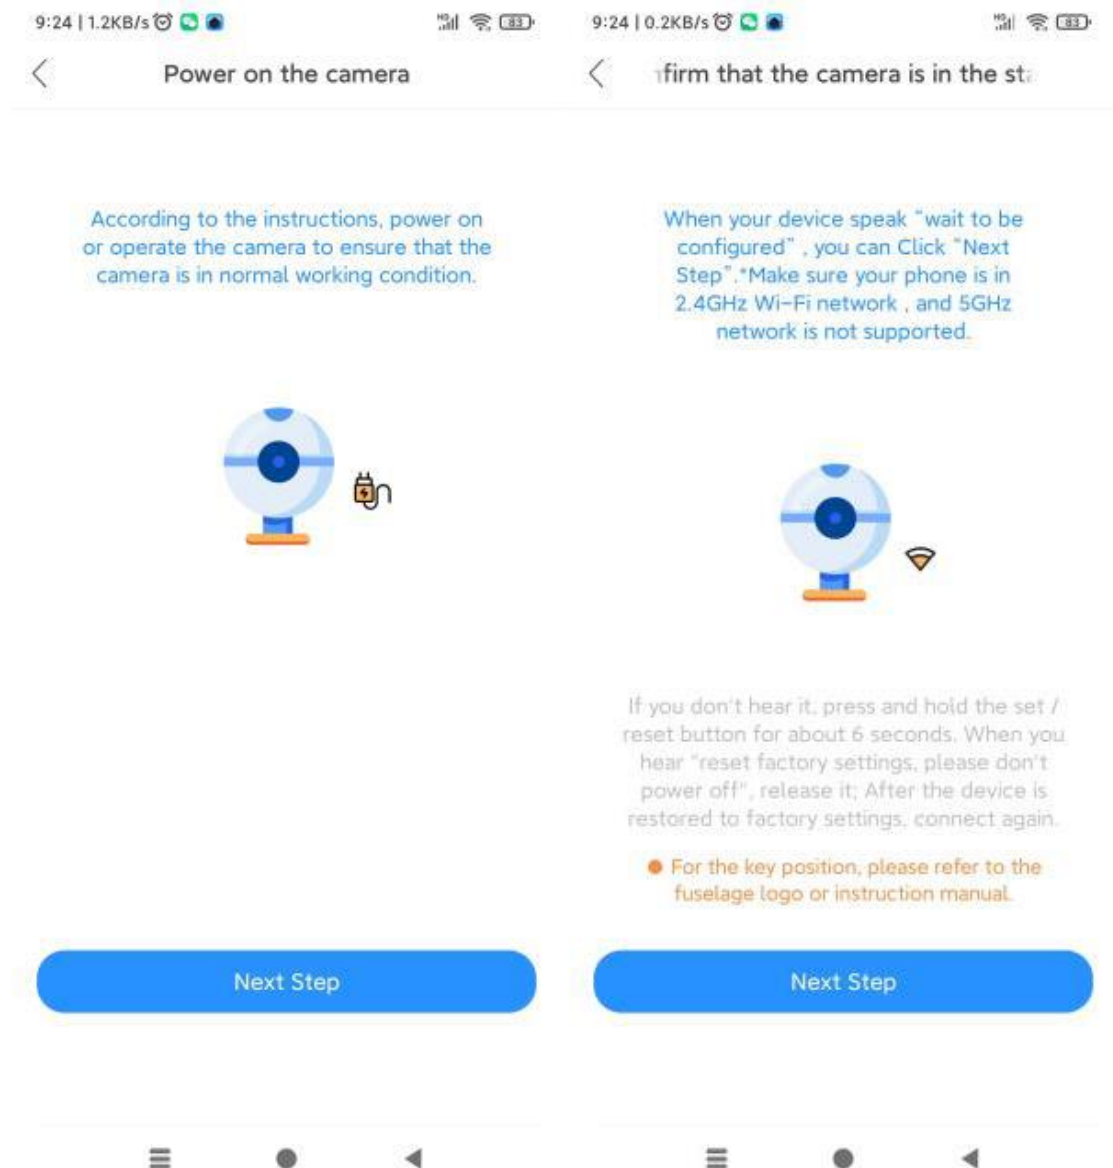 9:24 | 1.2KB/s
83
Power on the camera
According to the instructions, power on
or operate the camera to ensure that the
camera is in normal working condition.
Next Step
9:24 | 0.2KB/s
83
firm that the camera is in the
When your device speak "wait to be
configured" , you can Click "Next
Step".*Make sure your phone is in
2.4GHz Wi-Fi network , and 5GHz
network is not supported.
If you don't hear it, press and hold the set /
reset button for about 6 seconds. When you
hear "reset factory settings, please don't
power off", release it; After the device is
restored to factory settings, connect again.
● For the key position, please refer to the
fuselage logo or instruction manual.
Next Step